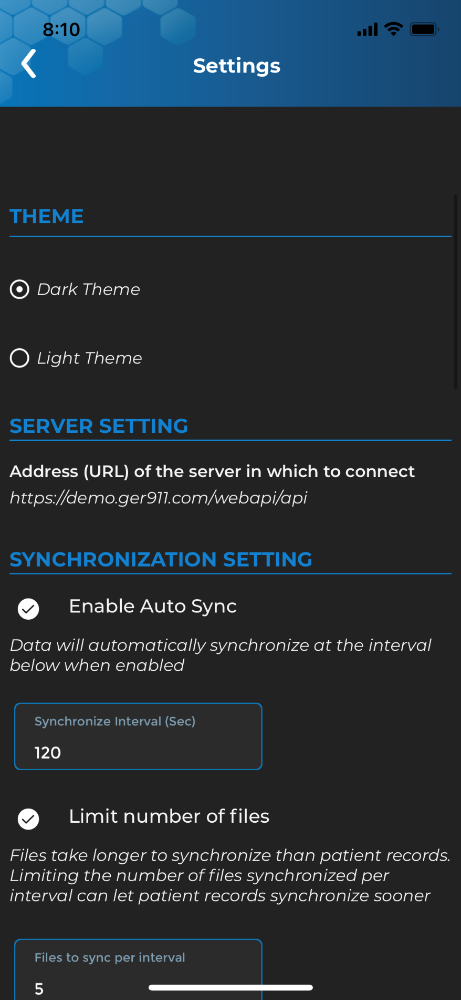 8:10
Settings
THEME
Dark Theme
Light Theme
SERVER SETTING
Address (URL) of the server in which to connect
https://demo.ger911.com/webapi/api
SYNCHRONIZATION SETTING
Enable Auto Sync
Data will automatically synchronize at the interval
below when enabled
Synchronize Interval (Sec)
120
Limit number of files
Files take longer to synchronize than patient records.
Limiting the number of files synchronized per
interval can let patient records synchronize sooner
Files to sync per interval
5